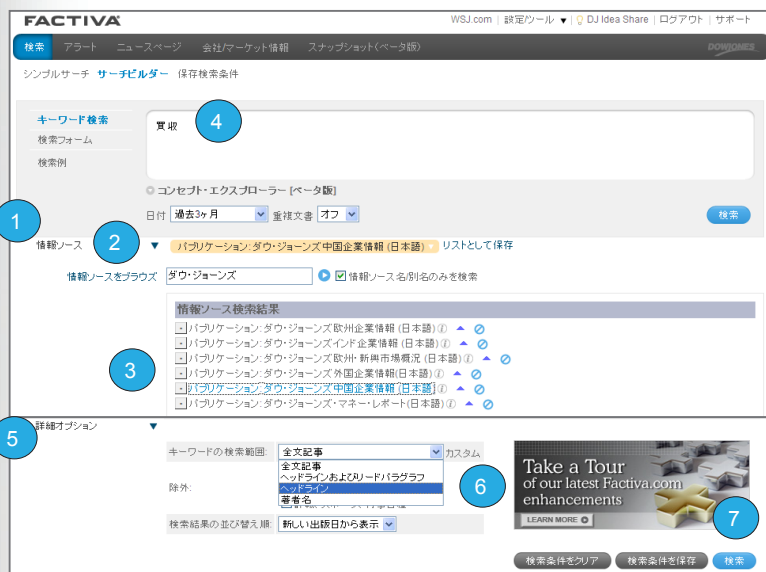 FACTIVA
WSJ.com | 設定/ツール ▼ | DJ Idea Share | ログアウト | サポート
検索 アラート ニュースページ 会社/マーケット情報 スナップショット(ベータ版) DOWJONES
シンプルサーチ サーチビルダー 保存検索条件
キーワード検索
検索フォーム
検索例
買収
4
コンセプト・エクスプローラー [ベータ版]
1
日付 過去3ヶ月 重複文書 オフ 検索
情報ソース 2 ▼ パブリケーション: ダウ・ジョーンズ 中国企業情報 (日本語) リストとして保存
情報ソースをブラウズ ダウ・ジョーンズ 情報ソース名/別名のみを検索
情報ソース検索結果
パブリケーション: ダウ・ジョーンズ 欧州企業情報 (日本語)
パブリケーション: ダウ・ジョーンズ インド企業情報 (日本語)
パブリケーション: ダウ・ジョーンズ 欧州・新興市場概況 (日本語)
パブリケーション: ダウ・ジョーンズ 外国企業情報(日本語)
3
パブリケーション: ダウ・ジョーンズ 中国企業情報 (日本語)
パブリケーション: ダウ・ジョーンズ・マネー・レポート(日本語)
5
詳細オプション ▼
キーワードの検索範囲: 全文記事 カスタム
全文記事
ヘッドラインおよびリードパラグラフ
除外: ヘッドライン
6
著者名
検索結果の並び替え順: 新しい出版日から表示
Take a Tour
of our latest Factiva.com
enhancements
LEARN MORE
7
検索条件をクリア 検索条件を保存 検索